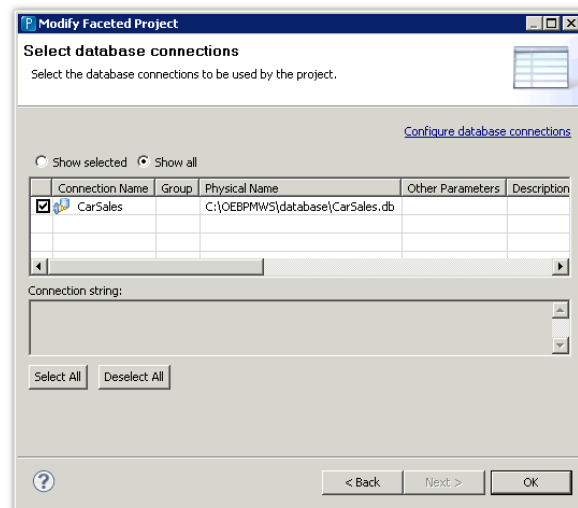 Modify Faceted Project
Select database connections
Select the database connections to be used by the project.
Configure database connections
Show selected Show all
Connection Name Group Physical Name Other Parameters Description
CarSales C:\OEBPMWS\database\CarSales.db
Connection string:
Select All Deselect All
? < Back Next > OK